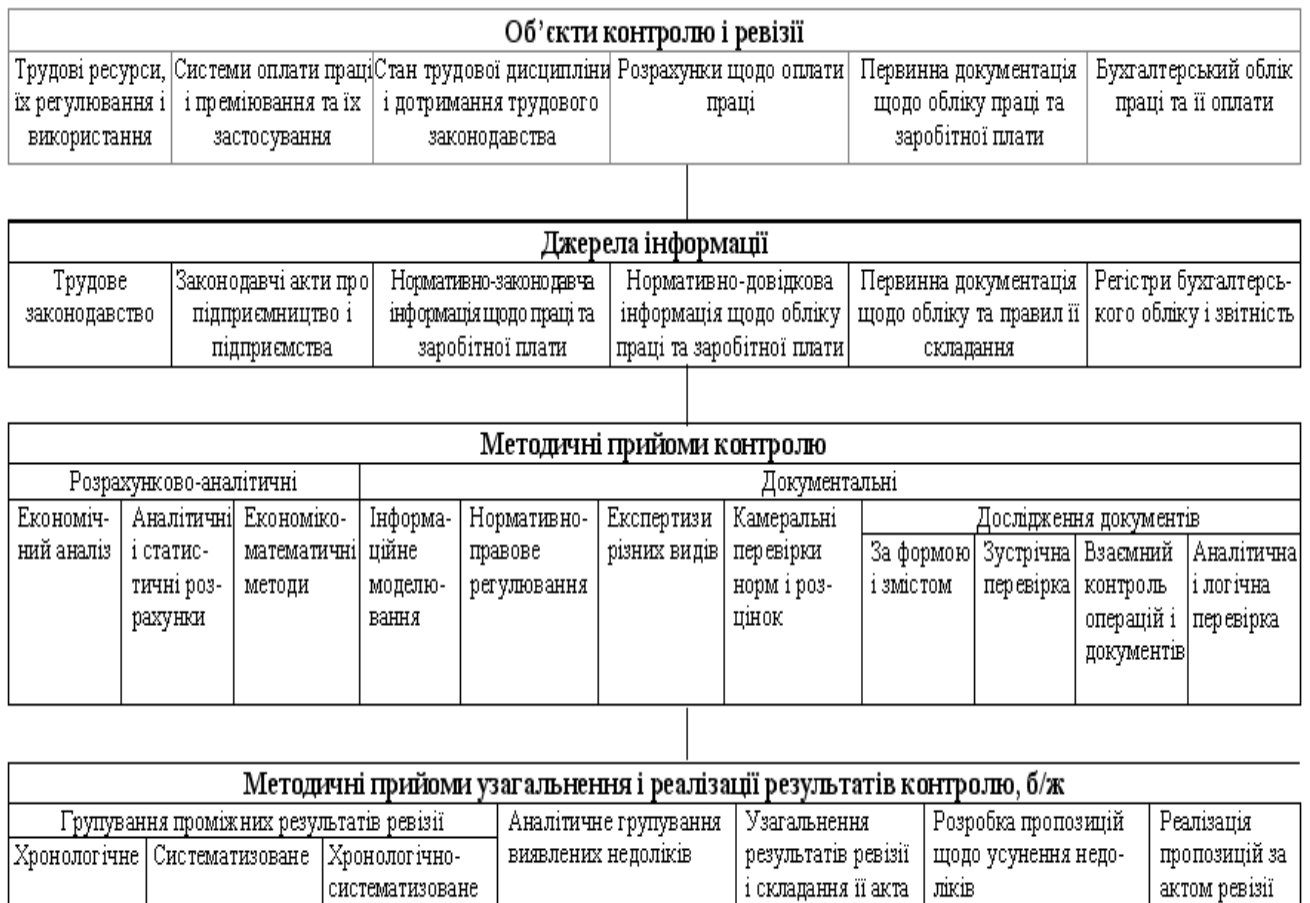 Об’єкти контролю і ревізії
Трудові ресурси,
їх регулювання і
використання
Системи оплати праці
і преміювання та їх
застосування
Стан трудової дисципліни
і дотримання трудового
законодавства
Розрахунки щодо оплати
праці
Первинна документація
щодо обліку праці та
заробітної плати
Бухгалтерський облік
праці та її оплати
Джерела інформації
Трудове
законодавство
Законодавчі акти про
підприємництво і
підприємства
Нормативно-законодавча
інформація щодо праці та
заробітної плати
Нормативно-довідкова
інформація щодо обліку
праці та заробітної плати
Первинна документація
щодо обліку та правил її
складання
Регістри бухгалтерсь-
кого обліку і звітність
Методичні прийоми контролю
Розрахунково-аналітичні
Документальні
Економіч-
ний аналіз
Аналітичні
і статис-
тичні роз-
рахунки
Економіко-
математичні
методи
Інформа-
ційне
моделю-
вання
Нормативно-
правове
регулювання
Експертизи
різних видів
Камеральні
перевірки
норм і роз-
цінок
Дослідження документів
За формою
і змістом
Зустрічна
перевірка
Взаємний
контроль
операцій і
документів
Аналітична
і логічна
перевірка
Методичні прийоми узагальнення і реалізації результатів контролю, б/ж
Групування проміжних результатів ревізії
Хронологічне
Систематизоване
Хронологічно-
систематизоване
Аналітичне групування
виявлених недоліків
Узагальнення
результатів ревізії
і складання її акта
Розробка пропозицій
щодо усунення недо-
ліків
Реалізація
пропозицій за
актом ревізії